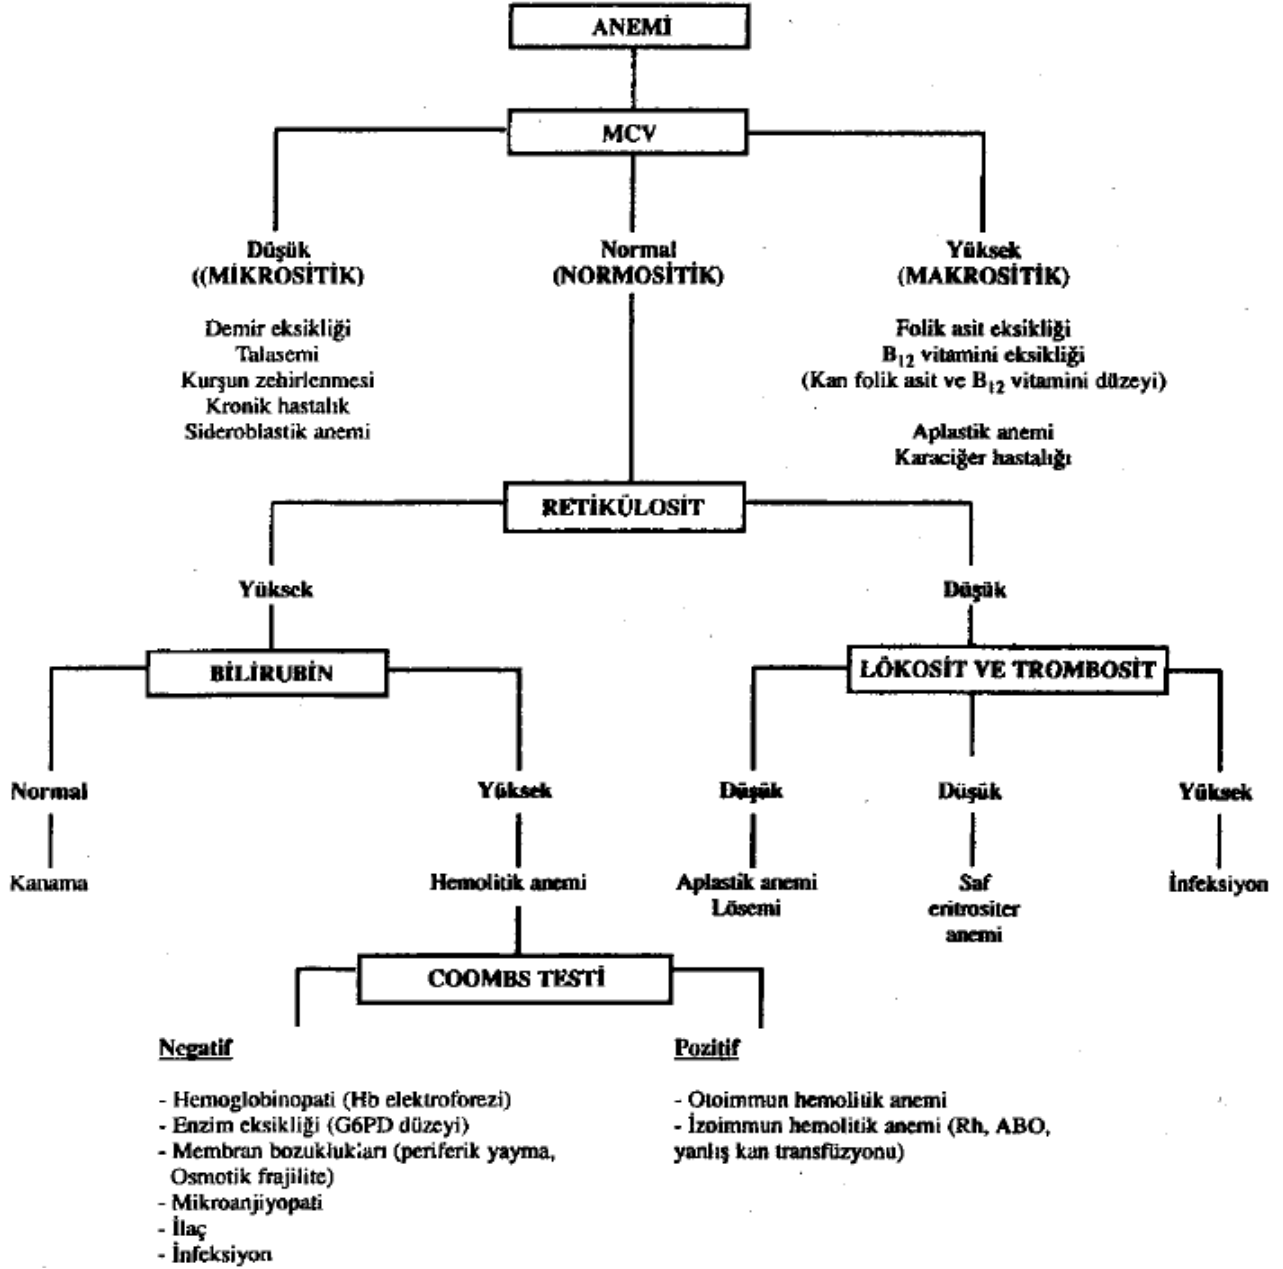 ANEMİ
MCV
Düşük
((MİKROSİTİK)
Normal
(NORMOSİTİK)
Yüksek
(MAKROSİTİK)
Demir eksikliği
Talasemi
Kurşun zehirlenmesi
Kronik hastalık
Sideroblastik anemi
Folik asit eksikliği
B₁₂ vitamini eksikliği
(Kan folik asit ve B₁₂ vitamini düzeyi)
Aplastik anemi
Karaciğer hastalığı
RETİKÜLOSİT
Yüksek
Düşük
BİLİRUBİN
LÖKOSİT VE TROMBOSİT
Normal
Yüksek
Düşük
Düşük
Yüksek
Kanama
Hemolitik anemi
Aplastik anemi
Lösemi
Saf
eritrositer
anemi
İnfeksiyon
COOMBS TESTİ
Negatif
- Hemoglobinopati (Hb elektroforezi)
- Enzim eksikliği (G6PD düzeyi)
- Membran bozuklukları (periferik yayma,
Osmotik frajilite)
- Mikroanjiyopati
- İlaç
- İnfeksiyon
Pozitif
- Otoimmun hemolitik anemi
- İzoimmun hemolitik anemi (Rh, ABO,
yanlış kan transfüzyonu)